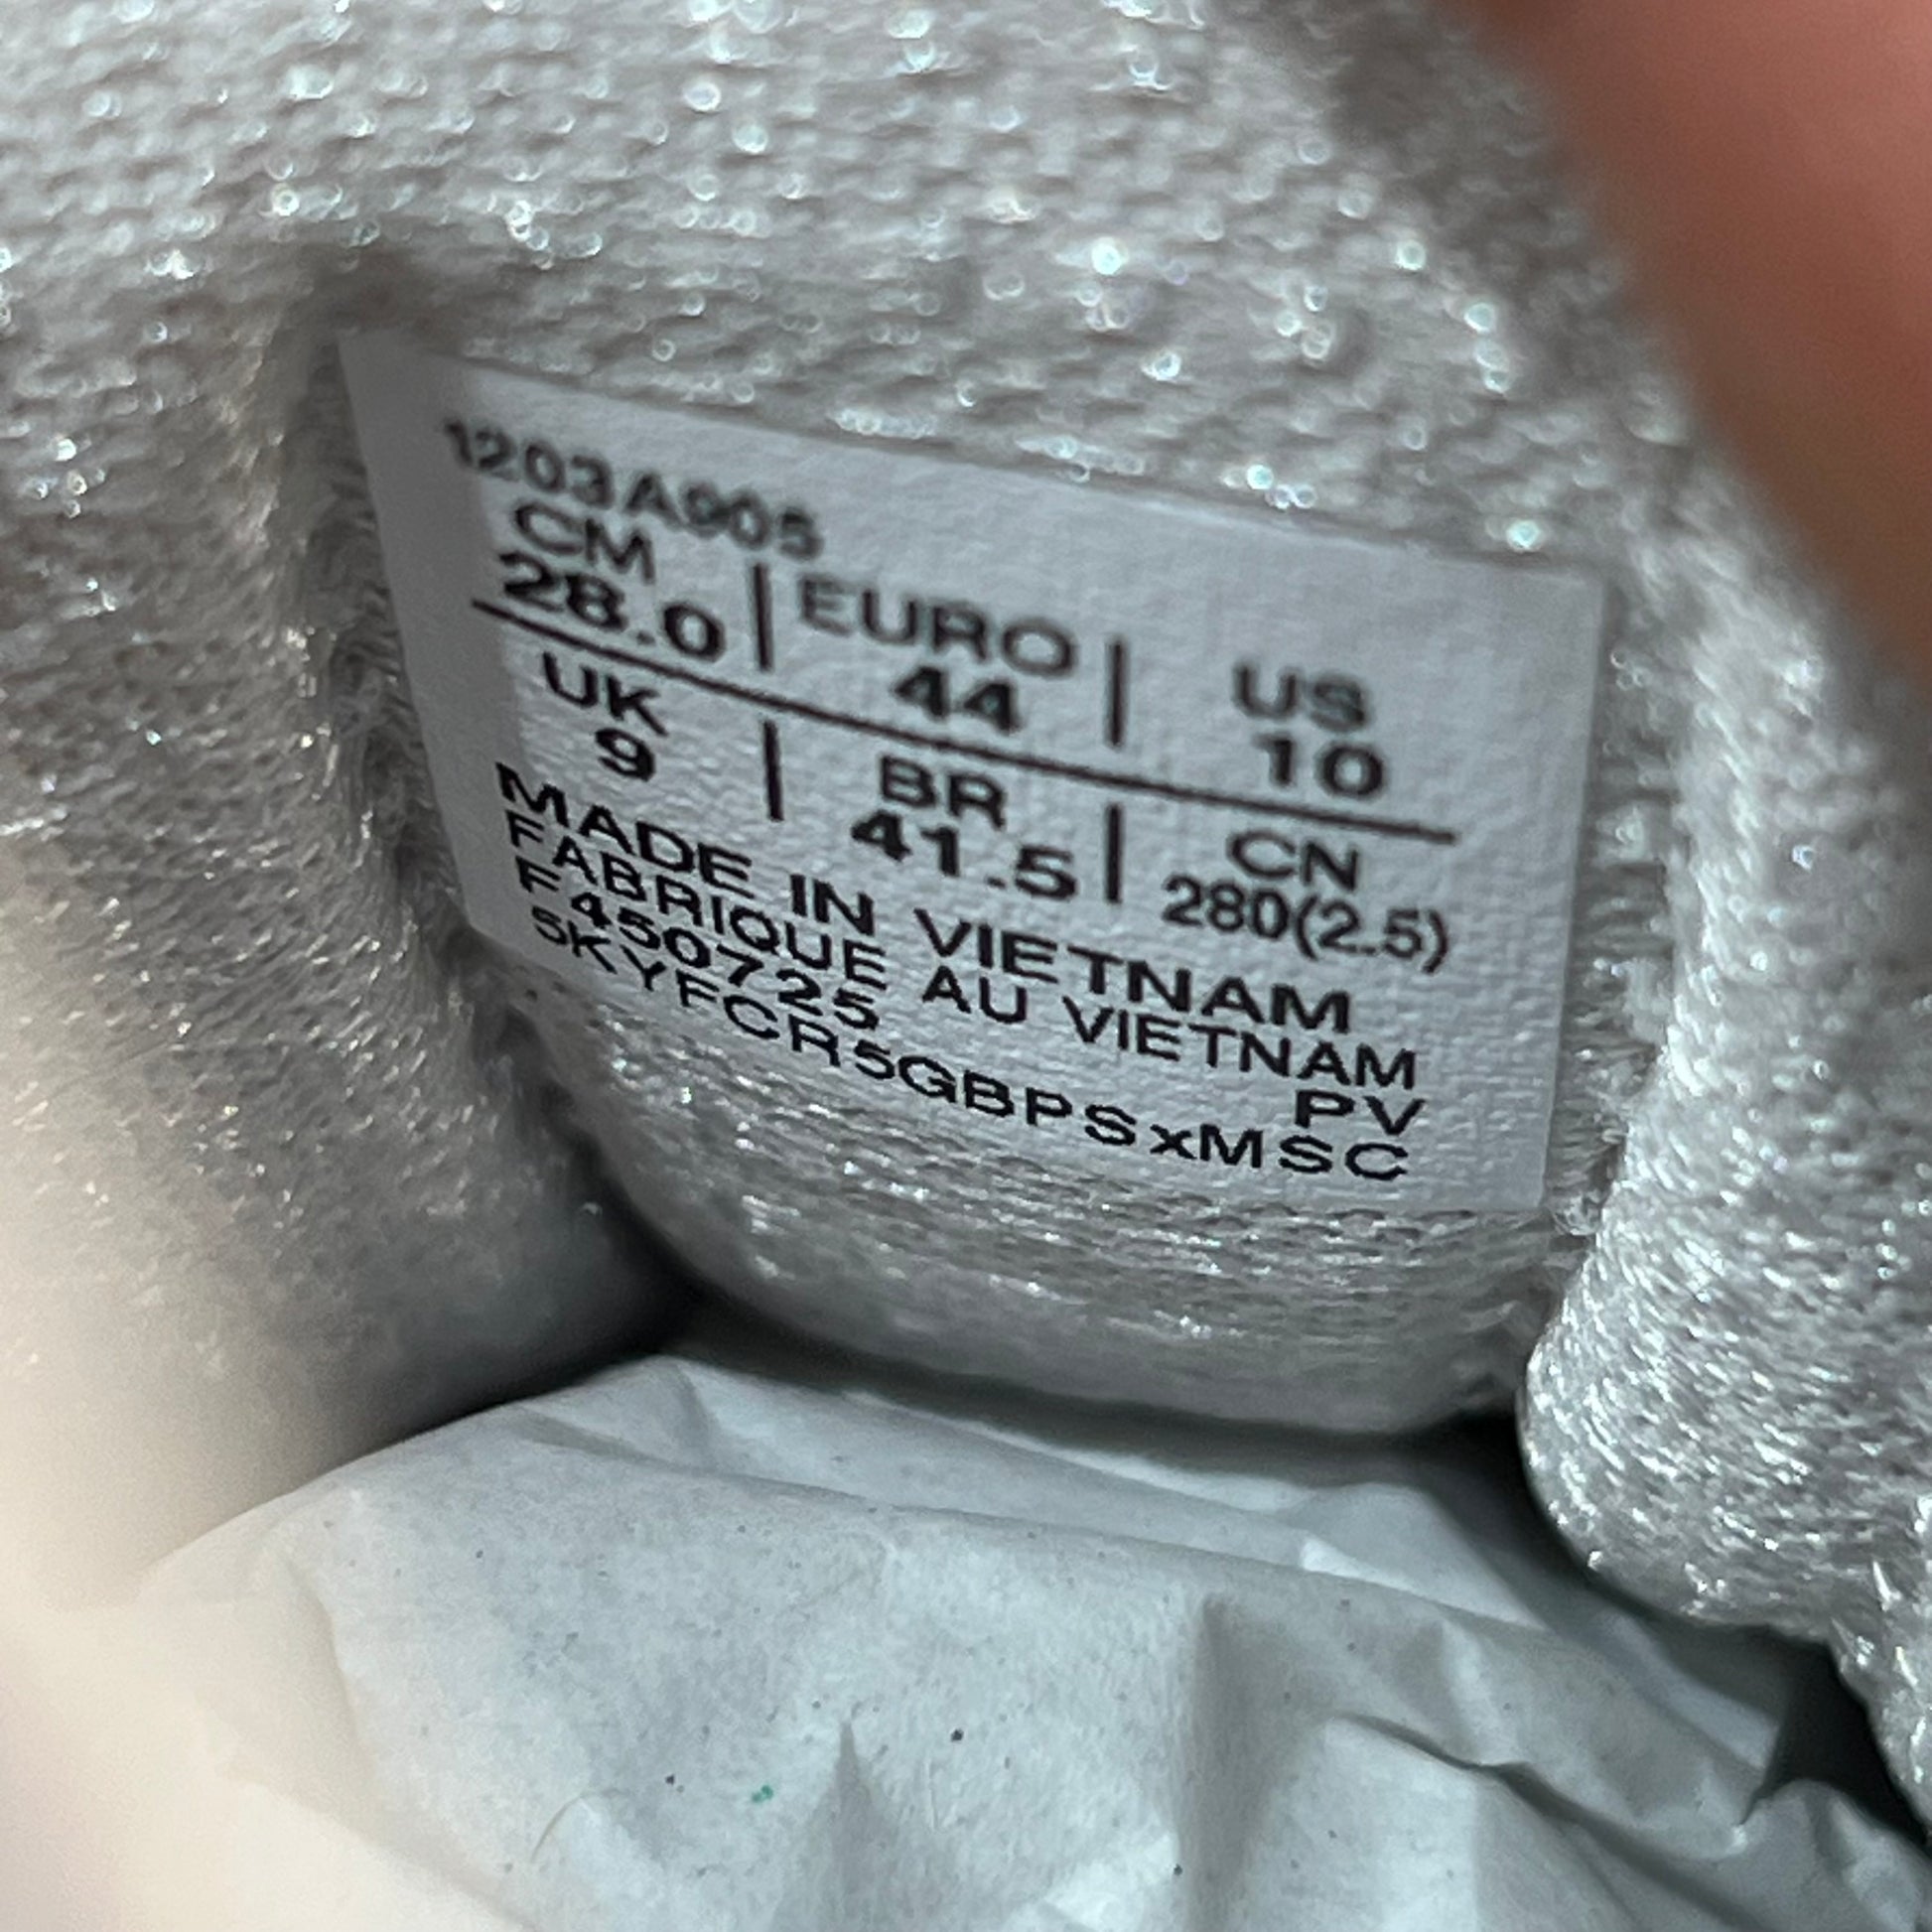 1203A905
CM | EURO | US
28.0 | 44 | 10
UK | BR | CN
9 | 41.5 | 280(2.5)
MADE IN VIETNAM
FABRIQUE AU VIETNAM
F450725 PV
5KYFCR5GBPSxMSC